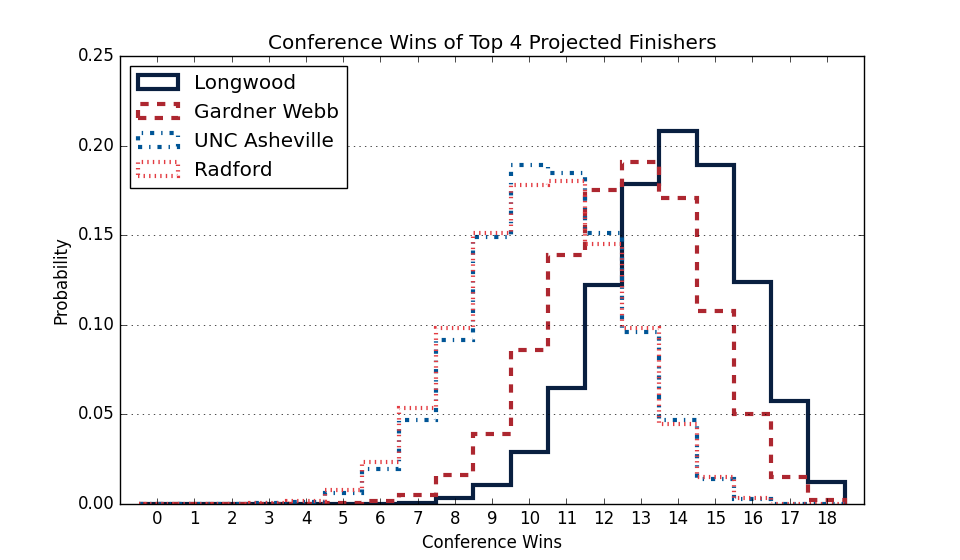 Conference Wins of Top 4 Projected Finishers
0.25
0.20
0.15
0.10
0.05
0.00
Probability
Longwood
Gardner Webb
UNC Asheville
Radford
0 1 2 3 4 5 6 7 8 9 10 11 12 13 14 15 16 17 18
Conference Wins